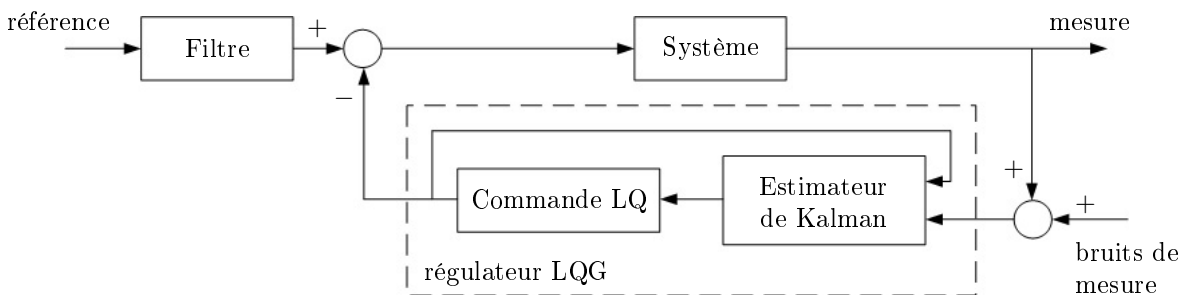 référence
Filtre
+
−
Système
mesure
Commande LQ
Estimateur
de Kalman
+
+
bruits de
mesure
régulateur LQG